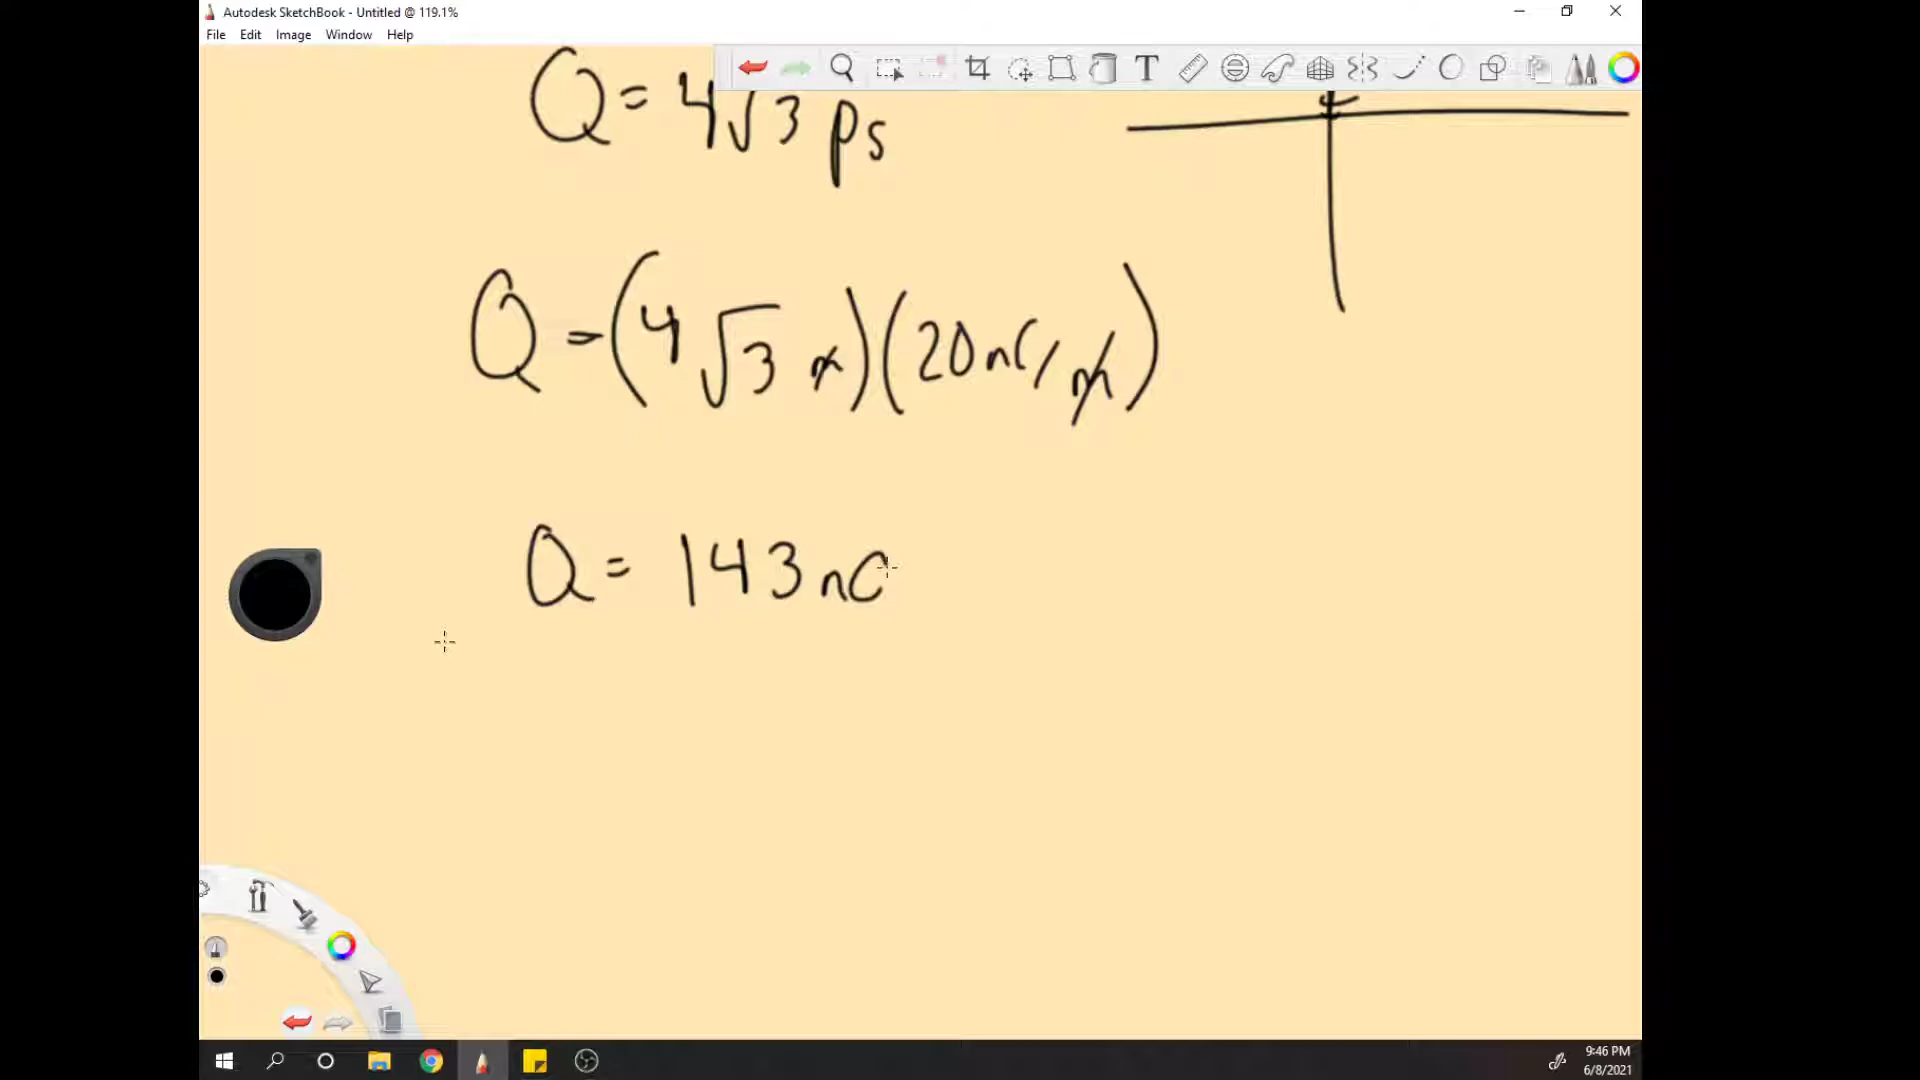 Autodesk SketchBook - Untitled @ 119.1%
File Edit Image Window Help
Q = 4√3 ps
Q = (4√3 m)(20nC/m)
Q = 143 nC
9:46 PM
6/8/2021